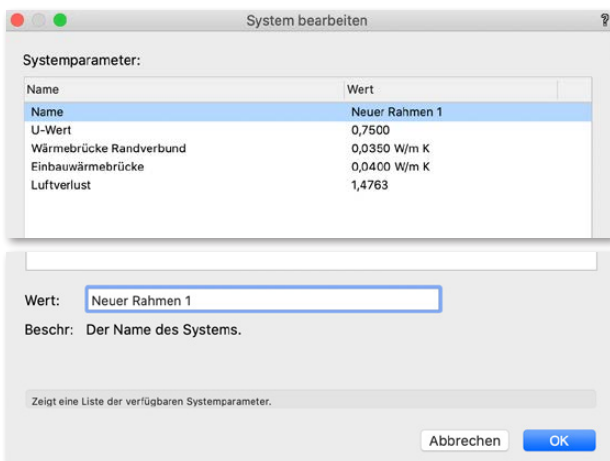 System bearbeiten
?
Systemparameter:
Name Wert
Name Neuer Rahmen 1
U-Wert 0,7500
Wärmebrücke Randverbund 0,0350 W/m K
Einbauwärmebrücke 0,0400 W/m K
Luftverlust 1,4763
Wert: Neuer Rahmen 1
Beschr: Der Name des Systems.
Zeigt eine Liste der verfügbaren Systemparameter.
Abbrechen OK